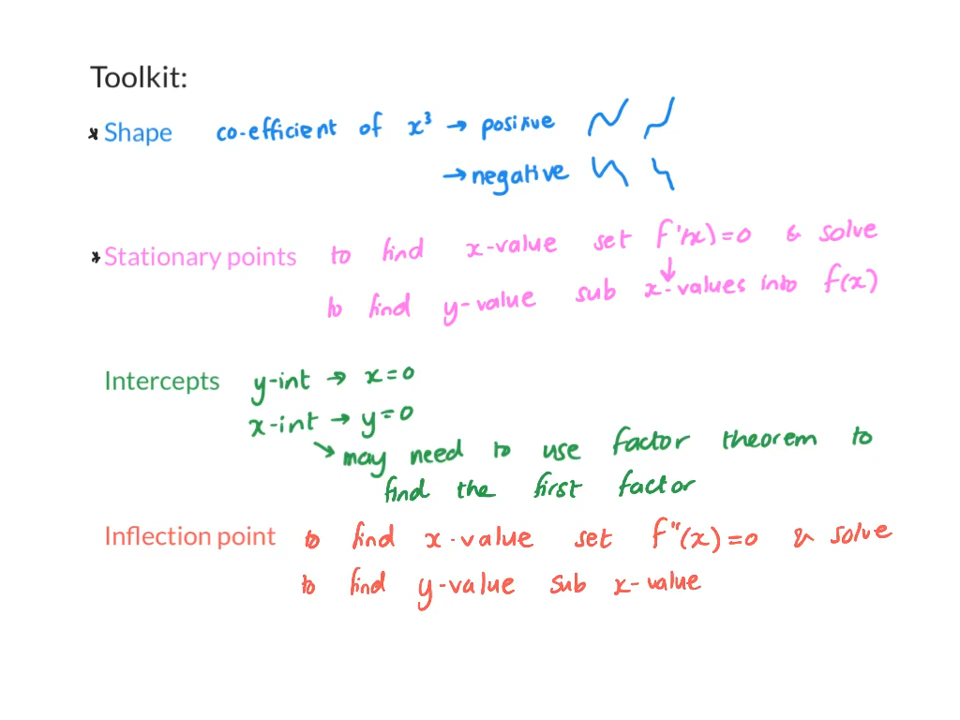 Toolkit:
* Shape co-efficient of x³ → positive
→ negative
* Stationary points to find x-value set f'(x)=0 & solve
↓
to find y-value sub x-values into f(x)
Intercepts y-int → x=0
x-int → y=0
↘ may need to use factor theorem to
find the first factor
Inflection point to find x-value set f"(x)=0 & solve
to find y-value sub x-value